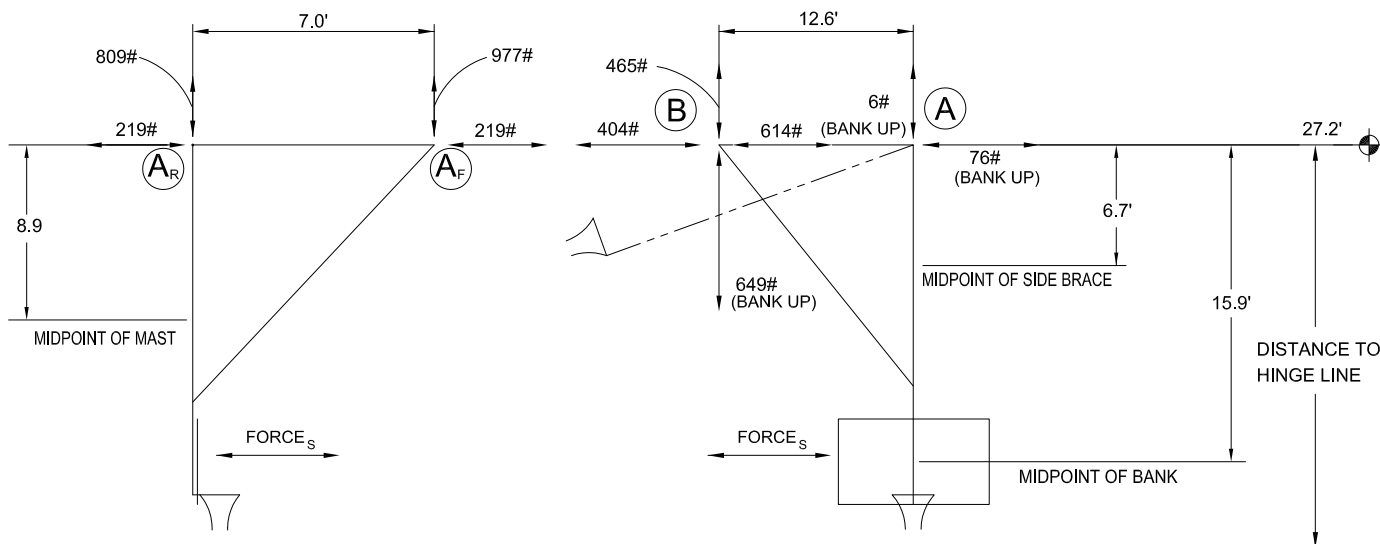 7.0'
809#
977#
219#
A_R
A_F
219#
8.9
MIDPOINT OF MAST
FORCE_S
12.6'
465#
B
6#
A
404#
614#
(BANK UP)
27.2'
76#
(BANK UP)
6.7'
649#
(BANK UP)
MIDPOINT OF SIDE BRACE
15.9'
DISTANCE TO
HINGE LINE
FORCE_S
MIDPOINT OF BANK